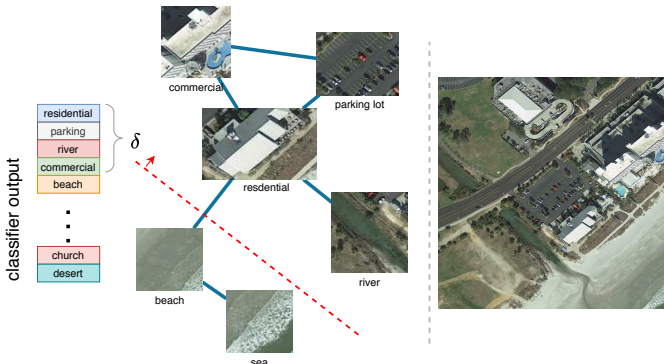 classifier output
residential
parking
river
commercial
beach
church
desert
δ
commercial
parking lot
resdential
river
beach
sea